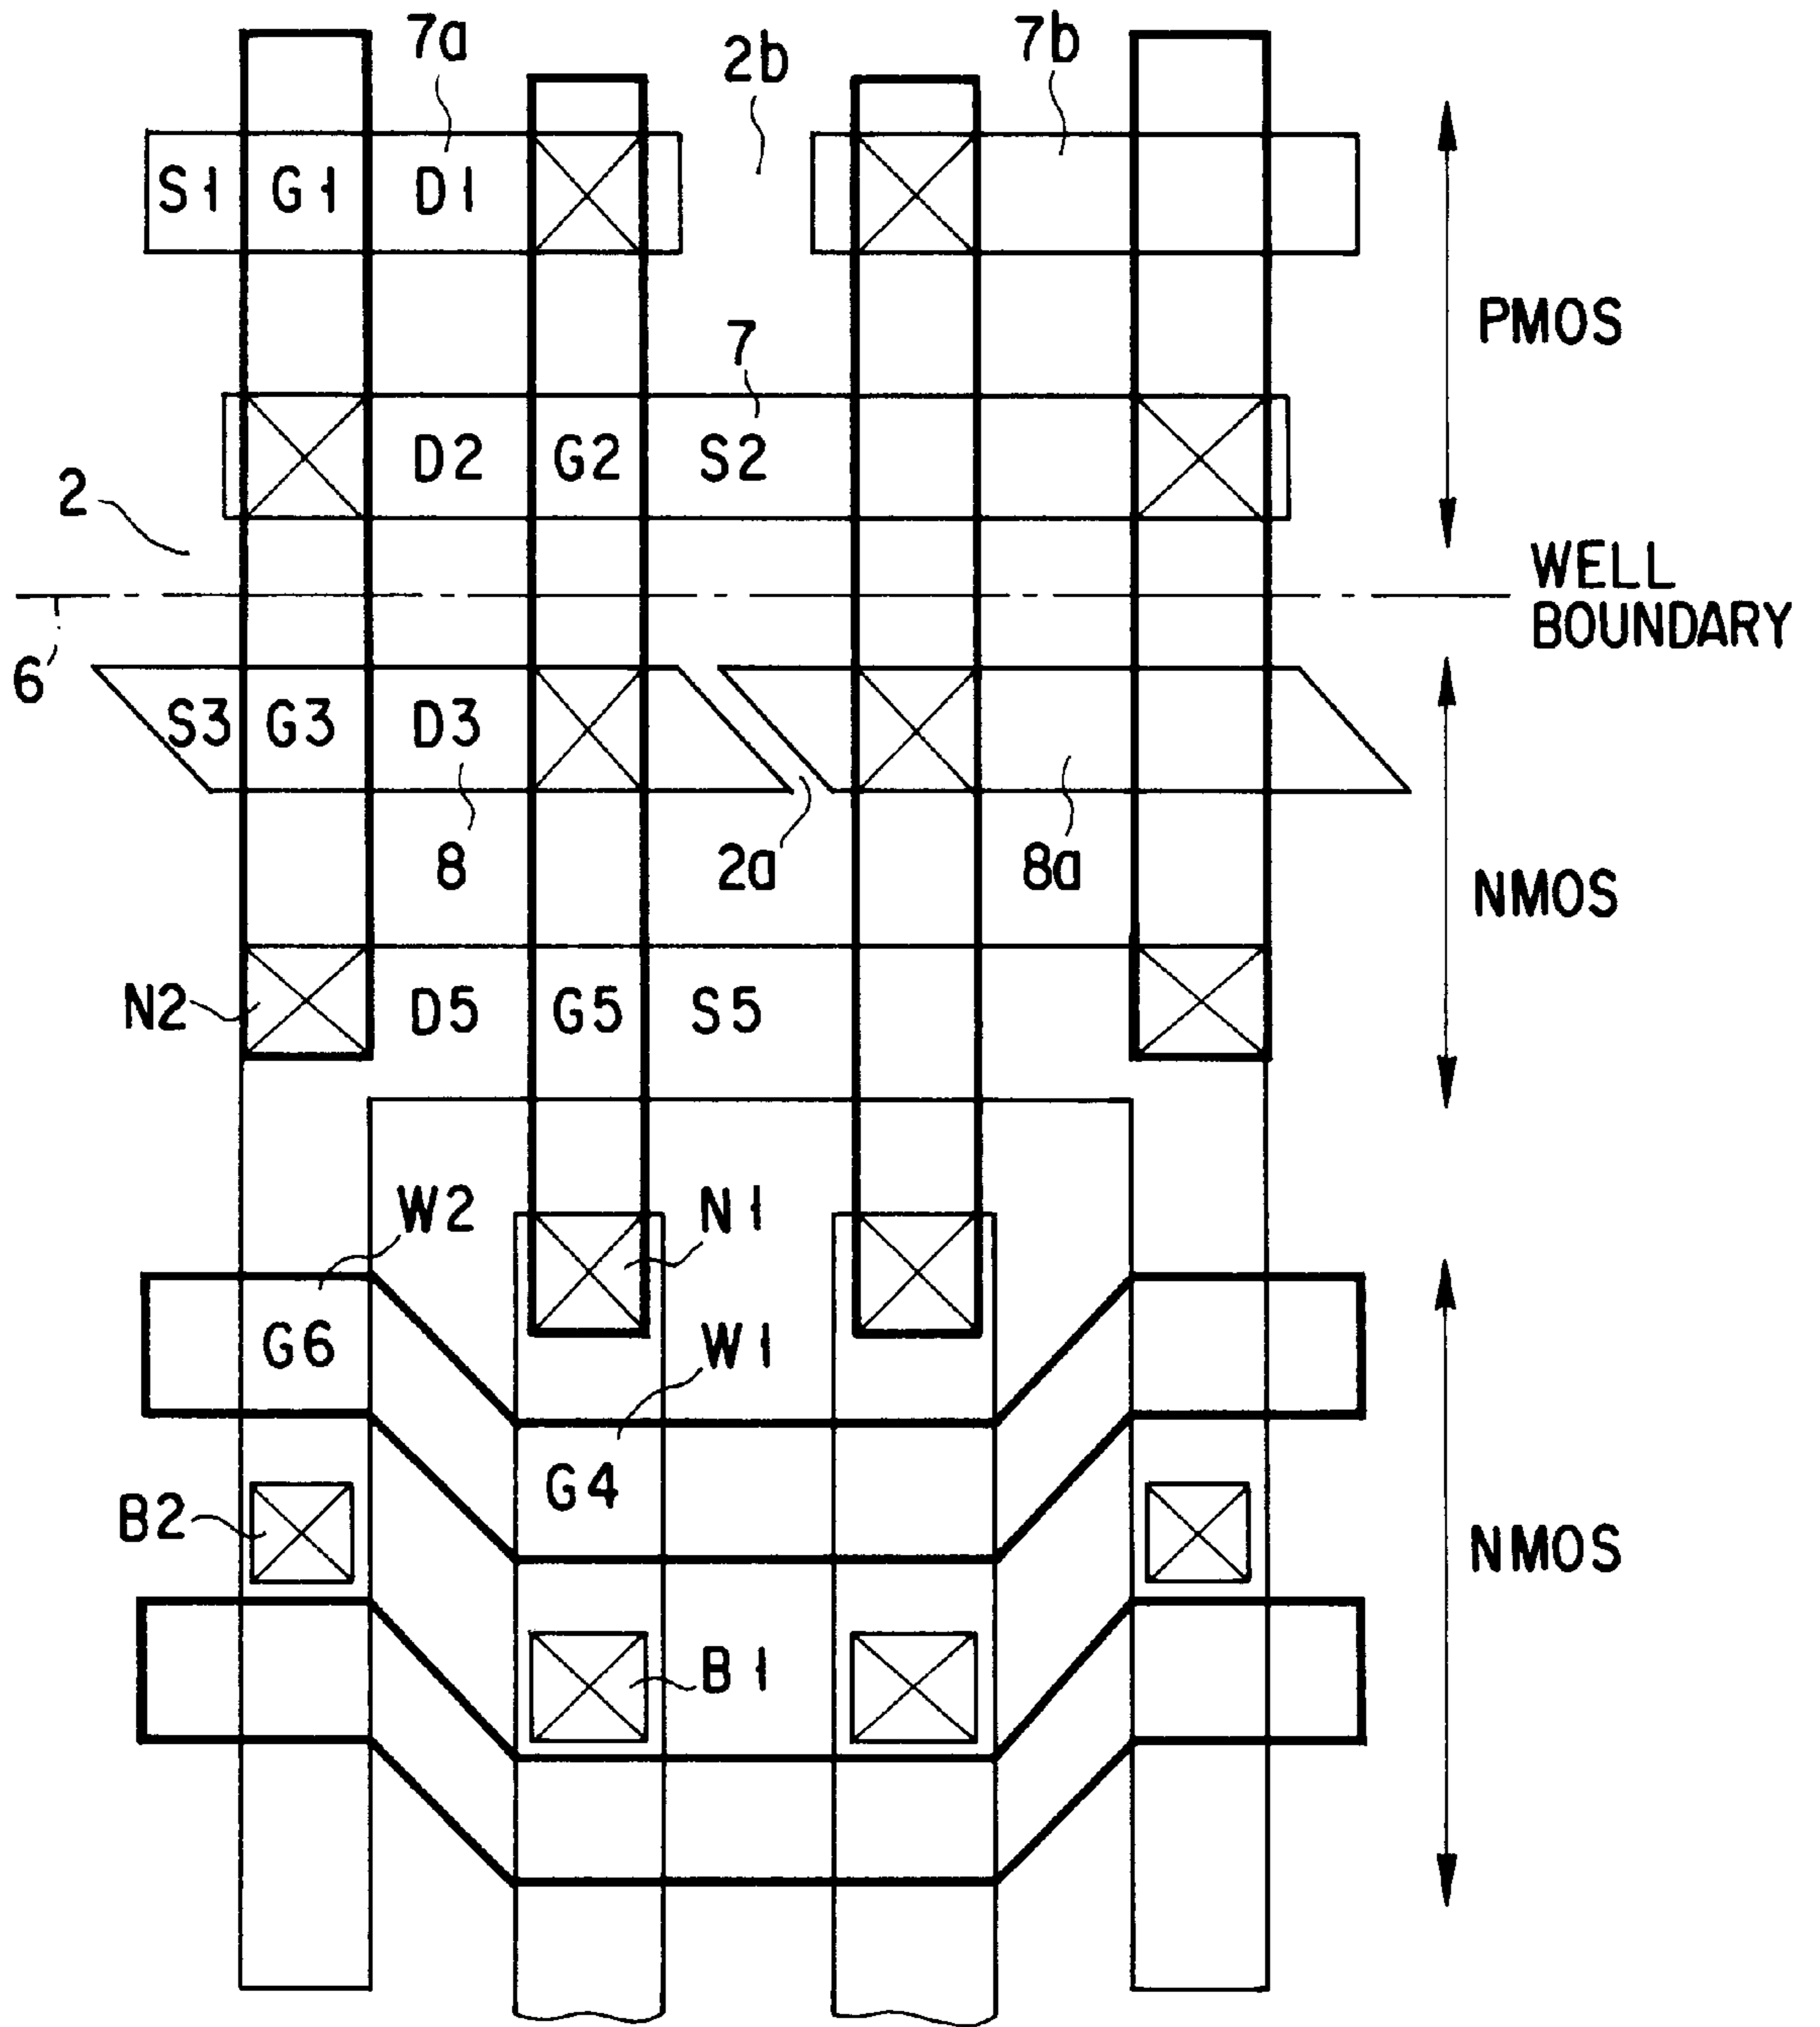 7a
2b
7b
S1 G1 D1
PMOS
7
D2 G2 S2
2
WELL
BOUNDARY
6
S3 G3 D3
8
2a
8a
NMOS
N2
D5 G5 S5
W2
N1
G6
W1
G4
B2
NMOS
B1